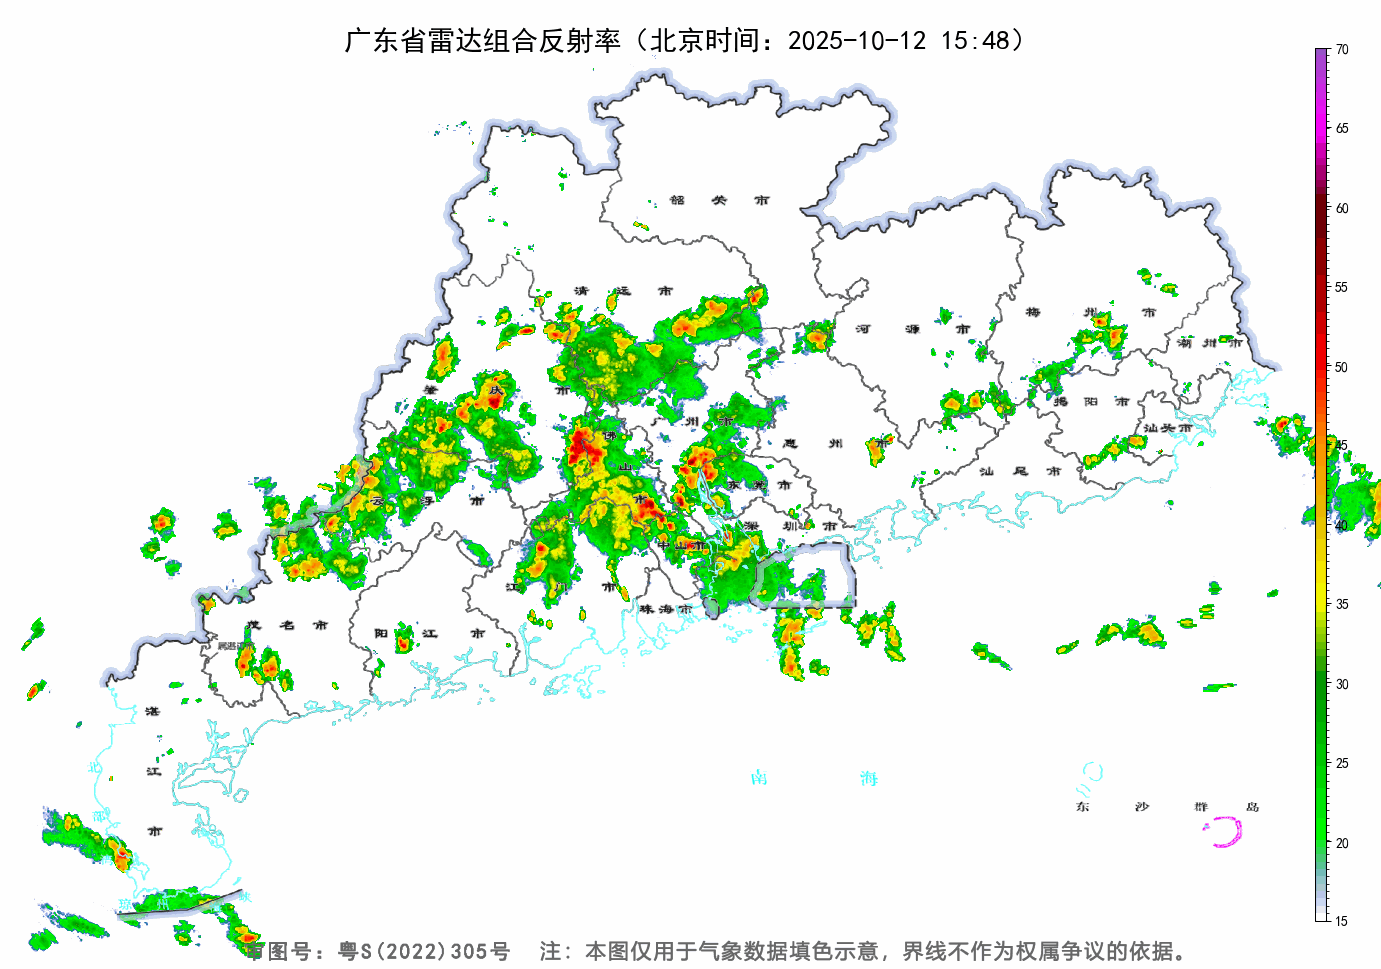 广东省雷达组合反射率（北京时间：2025-10-12 15:48）
70
65
60
55
50
45
40
35
30
25
20
15
韶 关 市
清 远 市
河 源 市
梅 州 市
潮 州 市
肇 庆 市
广 州 市
揭 阳 市
汕头市
佛 山 市
惠 州 市
汕 尾 市
东 莞 市
云 浮 市
深 圳 市
中山市
江 门 市
珠海市
茂 名 市
阳 江 市
湛 江 市
北 部 湾
琼 州 海 峡
南 海
东 沙 群 岛
审图号：粤S(2022)305号 注：本图仅用于气象数据填色示意，界线不作为权属争议的依据。